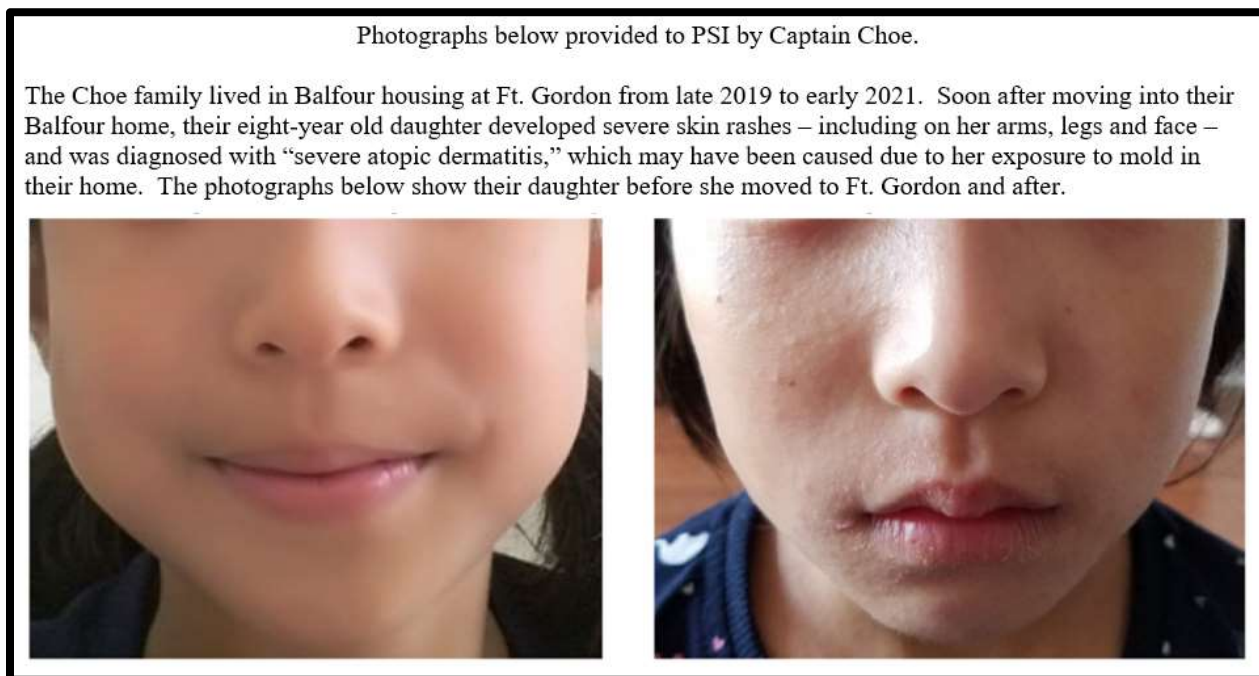 Photographs below provided to PSI by Captain Choe.
The Choe family lived in Balfour housing at Ft. Gordon from late 2019 to early 2021.  Soon after moving into their
Balfour home, their eight-year old daughter developed severe skin rashes – including on her arms, legs and face –
and was diagnosed with “severe atopic dermatitis,” which may have been caused due to her exposure to mold in
their home.  The photographs below show their daughter before she moved to Ft. Gordon and after.